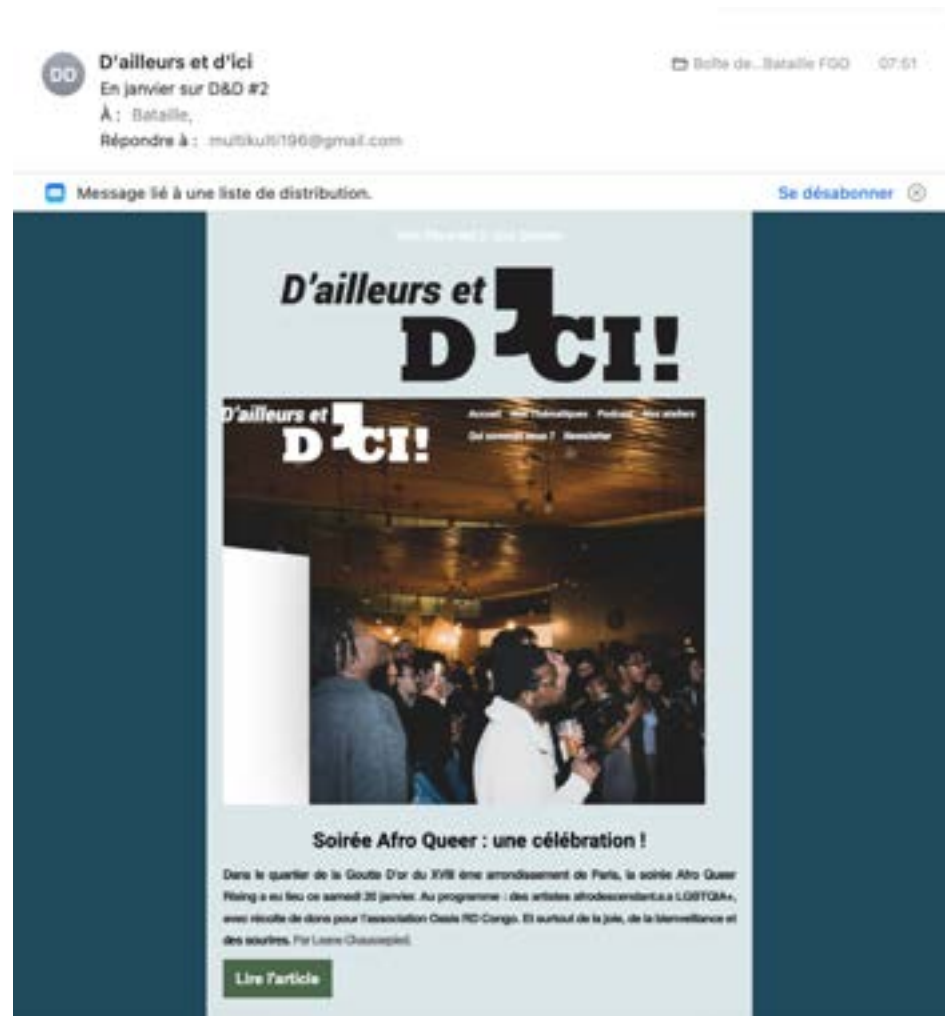 DD
D'ailleurs et d'ici
Boîte de...Bataille FGO 07:51
En janvier sur D&D #2
À : Bataille,
Répondre à : multikulti196@gmail.com
Message lié à une liste de distribution.
Se désabonner
D'ailleurs et
D'ICI!
D'ailleurs et
D'ICI!
Accueil Nos Thématiques Podcast Nos ateliers
Qui sommes nous ? Newsletter
Soirée Afro Queer : une célébration !
Dans le quartier de la Goutte D'or du XVIII ème arrondissement de Paris, la soirée Afro Queer
Rising a eu lieu ce samedi 20 janvier. Au programme : des artistes afrodescendant.e.s LGBTQIA+,
avec récolte de dons pour l'association Oasis RD Congo. Et surtout de la joie, de la bienveillance et
des sourires. Par
Lire l'article